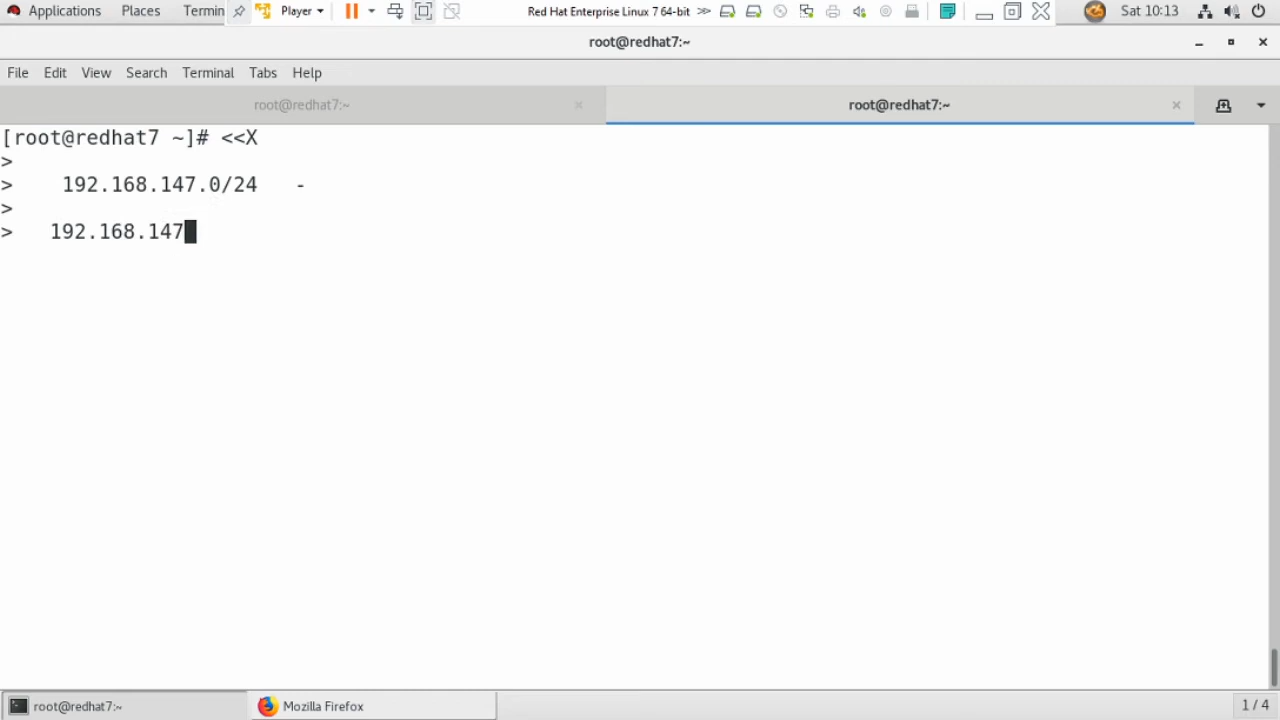 Applications Places Termin Player Red Hat Enterprise Linux 7 64-bit Sat 10:13
root@redhat7:~
File Edit View Search Terminal Tabs Help
root@redhat7:~ root@redhat7:~
[root@redhat7 ~]# <<X
>
> 192.168.147.0/24 -
>
> 192.168.147
root@redhat7:~ Mozilla Firefox 1 / 4